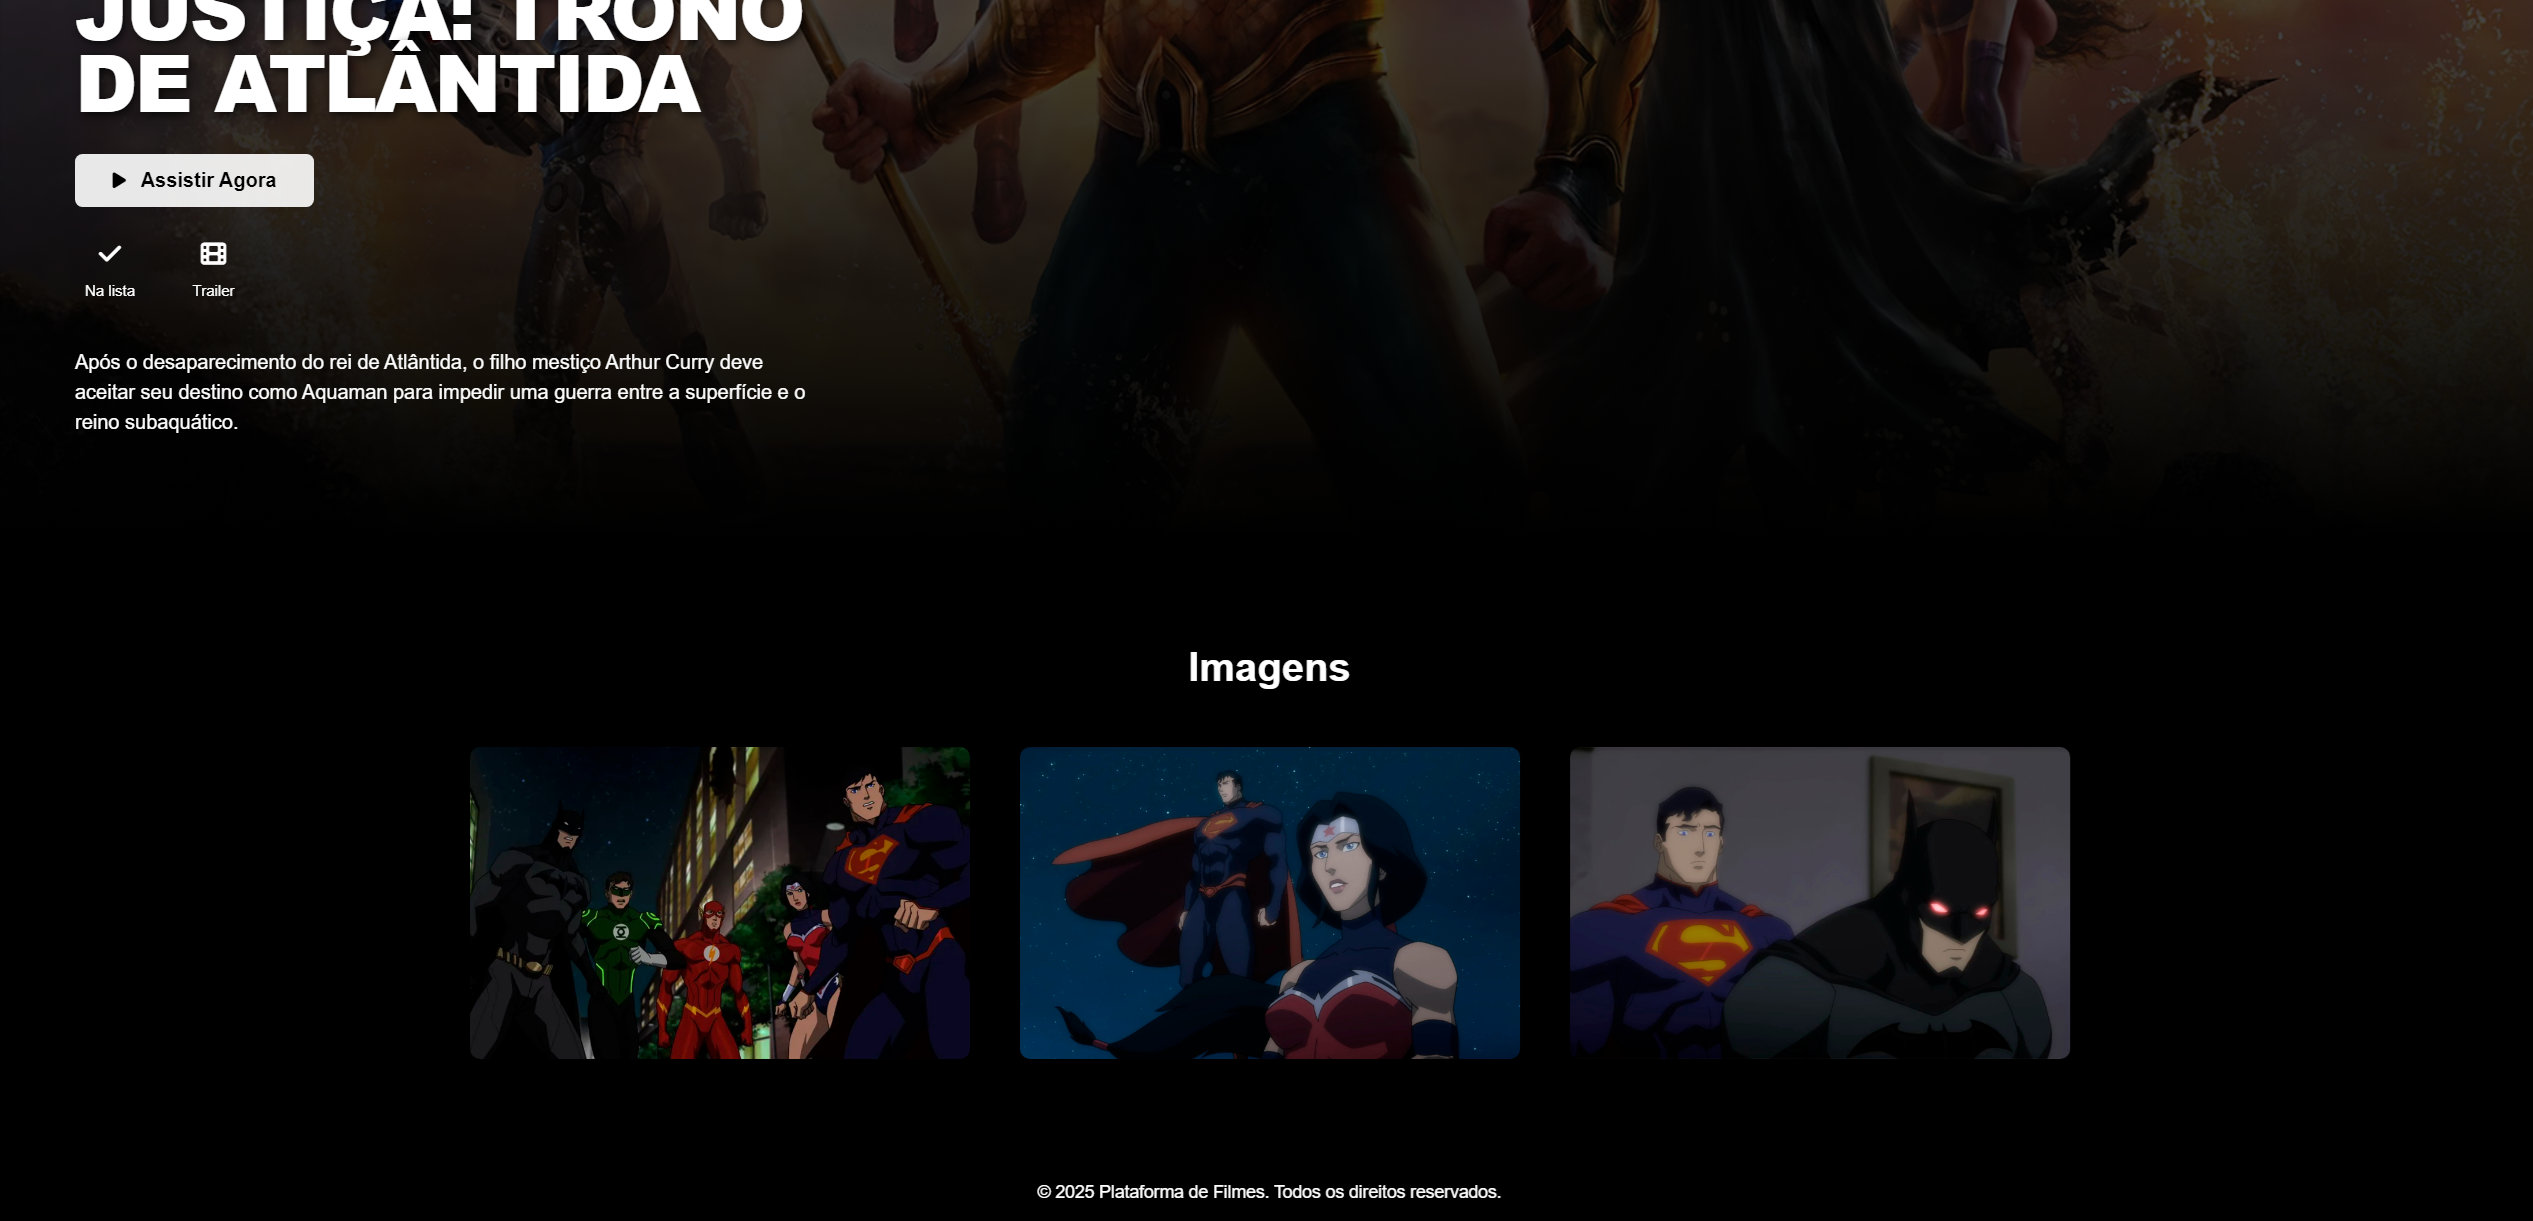 JUSTIÇA: TRONO
DE ATLÂNTIDA
Assistir Agora
Na lista
Trailer
Após o desaparecimento do rei de Atlântida, o filho mestiço Arthur Curry deve
aceitar seu destino como Aquaman para impedir uma guerra entre a superfície e o
reino subaquático.
Imagens
© 2025 Plataforma de Filmes. Todos os direitos reservados.